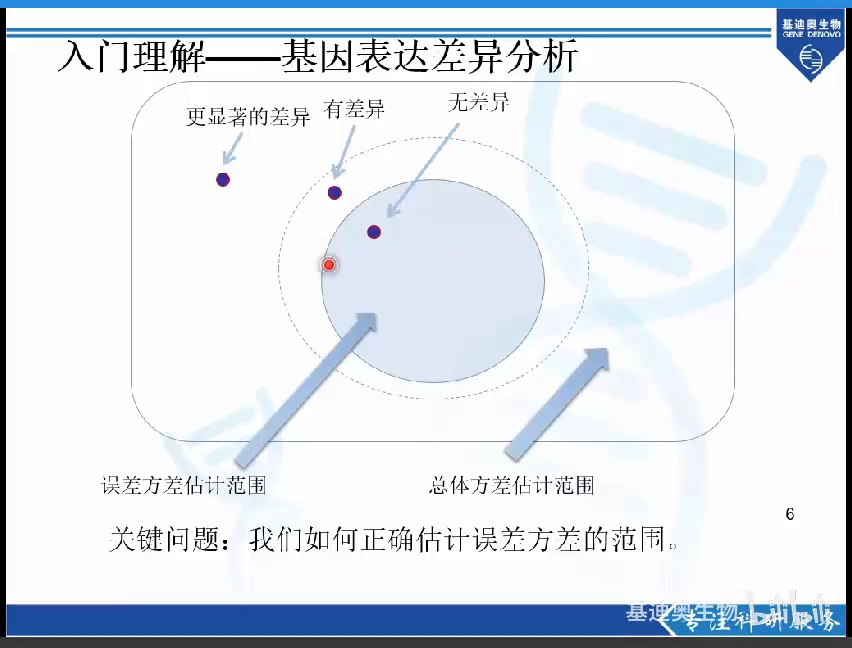 基迪奥生物
GENE DENOVO
入门理解——基因表达差异分析
更显著的差异
有差异
无差异
误差方差估计范围
总体方差估计范围
6
关键问题：我们如何正确估计误差方差的范围。
基迪奥生物
bilibili
专注科研服务